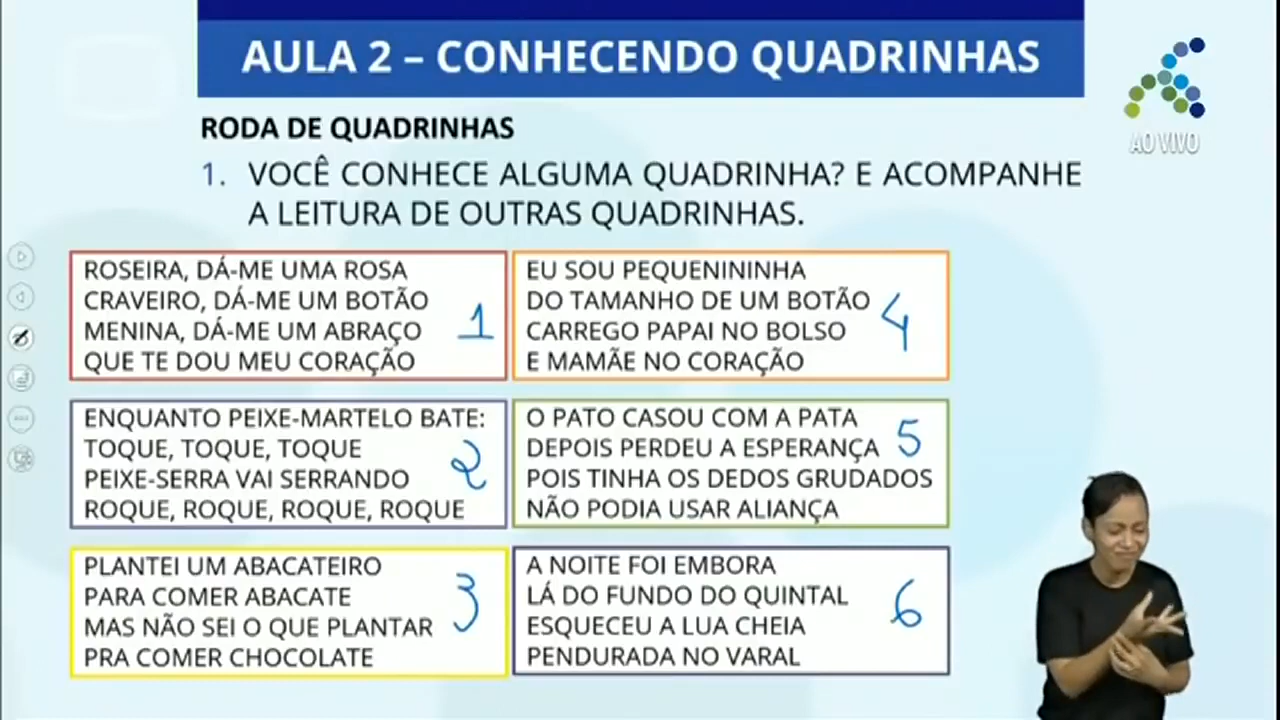 AULA 2 – CONHECENDO QUADRINHAS
AO VIVO
RODA DE QUADRINHAS
1. VOCÊ CONHECE ALGUMA QUADRINHA? E ACOMPANHE
A LEITURA DE OUTRAS QUADRINHAS.
ROSEIRA, DÁ-ME UMA ROSA
CRAVEIRO, DÁ-ME UM BOTÃO
MENINA, DÁ-ME UM ABRAÇO
QUE TE DOU MEU CORAÇÃO
1
ENQUANTO PEIXE-MARTELO BATE:
TOQUE, TOQUE, TOQUE
PEIXE-SERRA VAI SERRANDO
ROQUE, ROQUE, ROQUE, ROQUE
2
PLANTEI UM ABACATEIRO
PARA COMER ABACATE
MAS NÃO SEI O QUE PLANTAR
PRA COMER CHOCOLATE
3
EU SOU PEQUENININHA
DO TAMANHO DE UM BOTÃO
CARREGO PAPAI NO BOLSO
E MAMÃE NO CORAÇÃO
4
O PATO CASOU COM A PATA
DEPOIS PERDEU A ESPERANÇA
POIS TINHA OS DEDOS GRUDADOS
NÃO PODIA USAR ALIANÇA
5
A NOITE FOI EMBORA
LÁ DO FUNDO DO QUINTAL
ESQUECEU A LUA CHEIA
PENDURADA NO VARAL
6